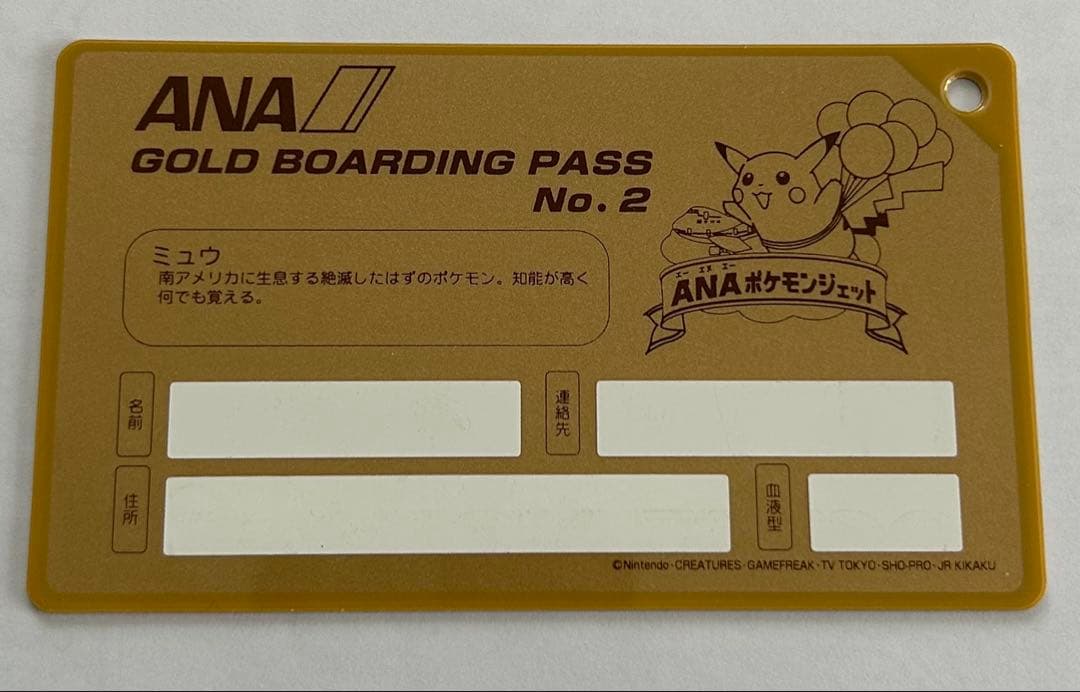 ANA
GOLD BOARDING PASS
No. 2
ミュウ
南アメリカに生息する絶滅したはずのポケモン。知能が高く
何でも覚える。
エー エヌ エー
ANAポケモンジェット
名前
連絡先
住所
血液型
©Nintendo・CREATURES・GAMEFREAK・TV TOKYO・SHO-PRO・JR KIKAKU